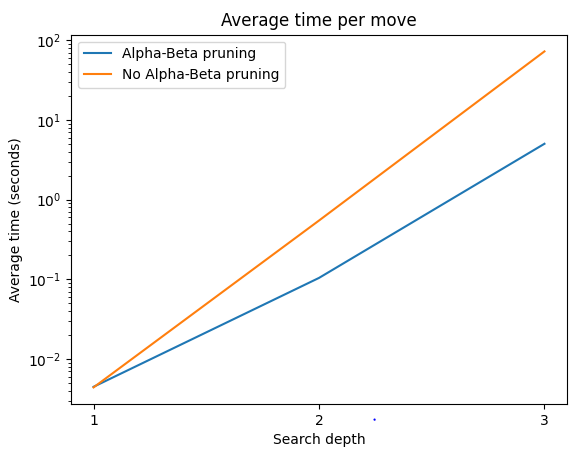 Average time per move
Alpha-Beta pruning
No Alpha-Beta pruning
Average time (seconds)
10²
10¹
10⁰
10⁻¹
10⁻²
1 2 3
Search depth